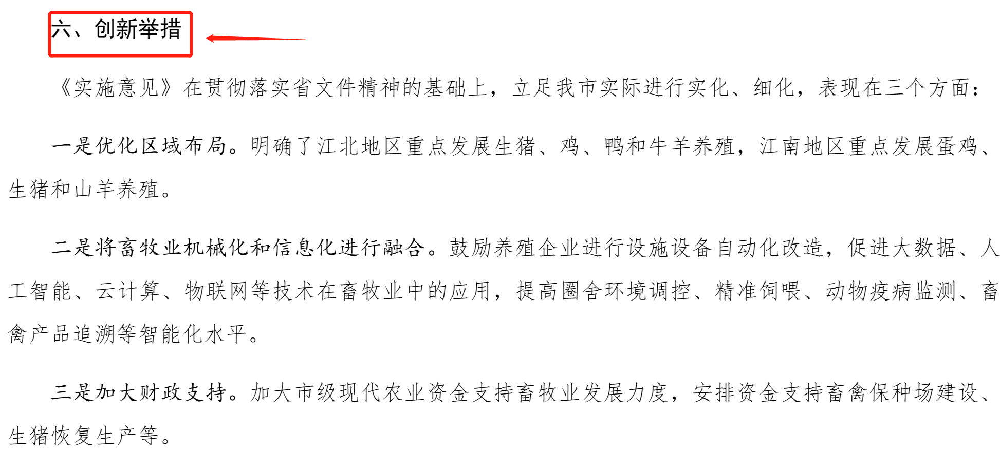 六、创新举措
《实施意见》在贯彻落实省文件精神的基础上，立足我市实际进行实化、细化，表现在三个方面：
一是优化区域布局。明确了江北地区重点发展生猪、鸡、鸭和牛羊养殖，江南地区重点发展蛋鸡、
生猪和山羊养殖。
二是将畜牧业机械化和信息化进行融合。鼓励养殖企业进行设施设备自动化改造，促进大数据、人
工智能、云计算、物联网等技术在畜牧业中的应用，提高圈舍环境调控、精准饲喂、动物疫病监测、畜
禽产品追溯等智能化水平。
三是加大财政支持。加大市级现代农业资金支持畜牧业发展力度，安排资金支持畜禽保种场建设、
生猪恢复生产等。